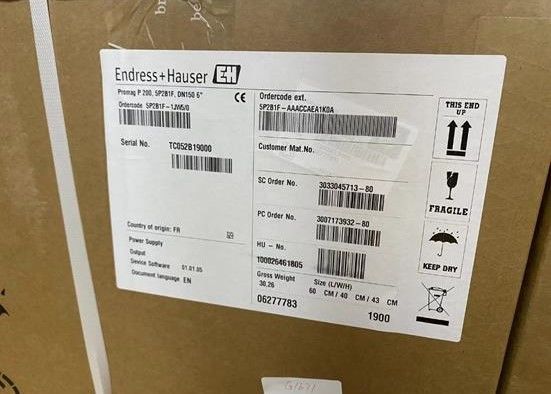 Endress+Hauser EH
Promag P 200, 5P2B1F, DN150 6"
CE
Ordercode 5P2B1F-1JW5/0
Serial No. TC052B19000
Country of origin: FR
Power Supply
Output
Device Software 01.01.05
Document language EN
Ordercode ext.
5P2B1F-AAACCAEA1K0A
Customer Mat.No.
SC Order No. 3033045713-80
PC Order No. 3007173932-80
HU - No.
100026461805
Gross Weight Size (L/W/H)
30,26 60 CM / 40 CM / 43 CM
06277783
1900
THIS END
UP
FRAGILE
KEEP DRY